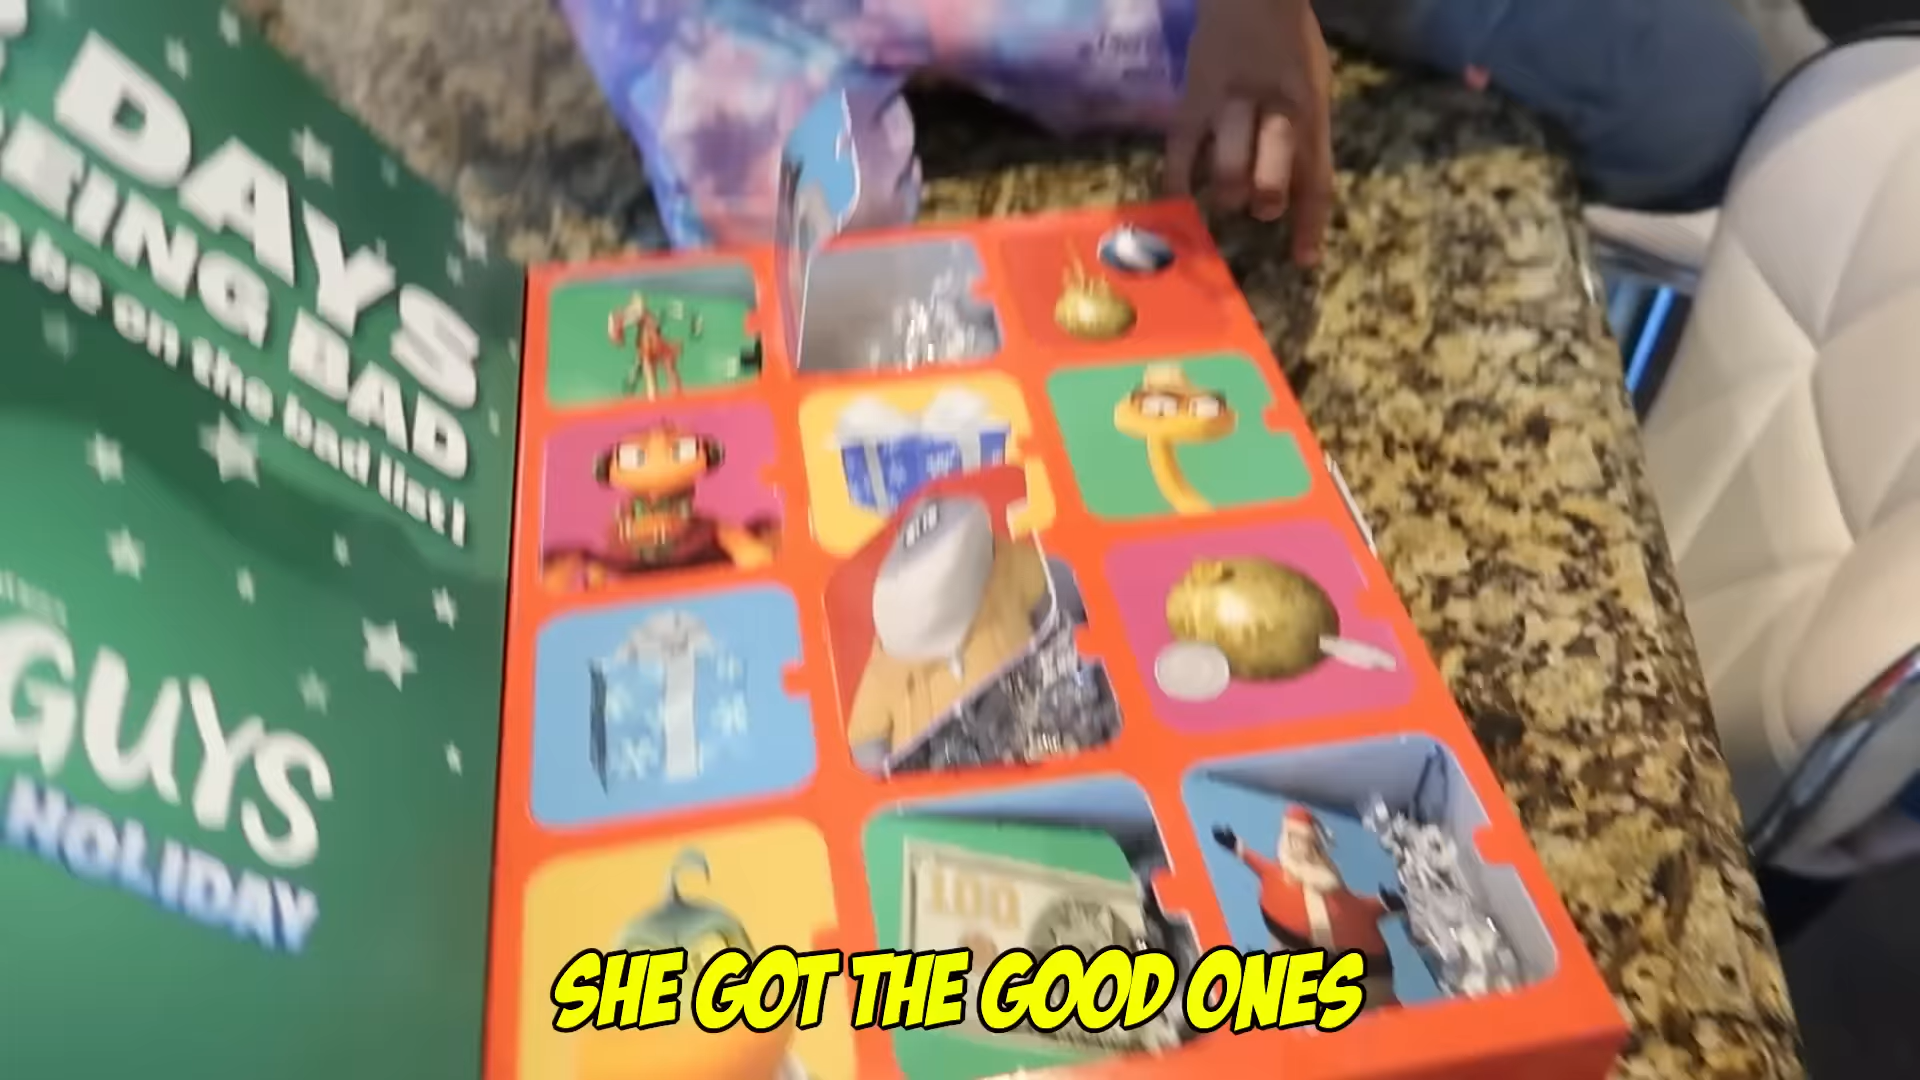 DAYS
EING BAD
be on the bad list!
GUYS
HOLIDAY
100
SHE GOT THE GOOD ONES